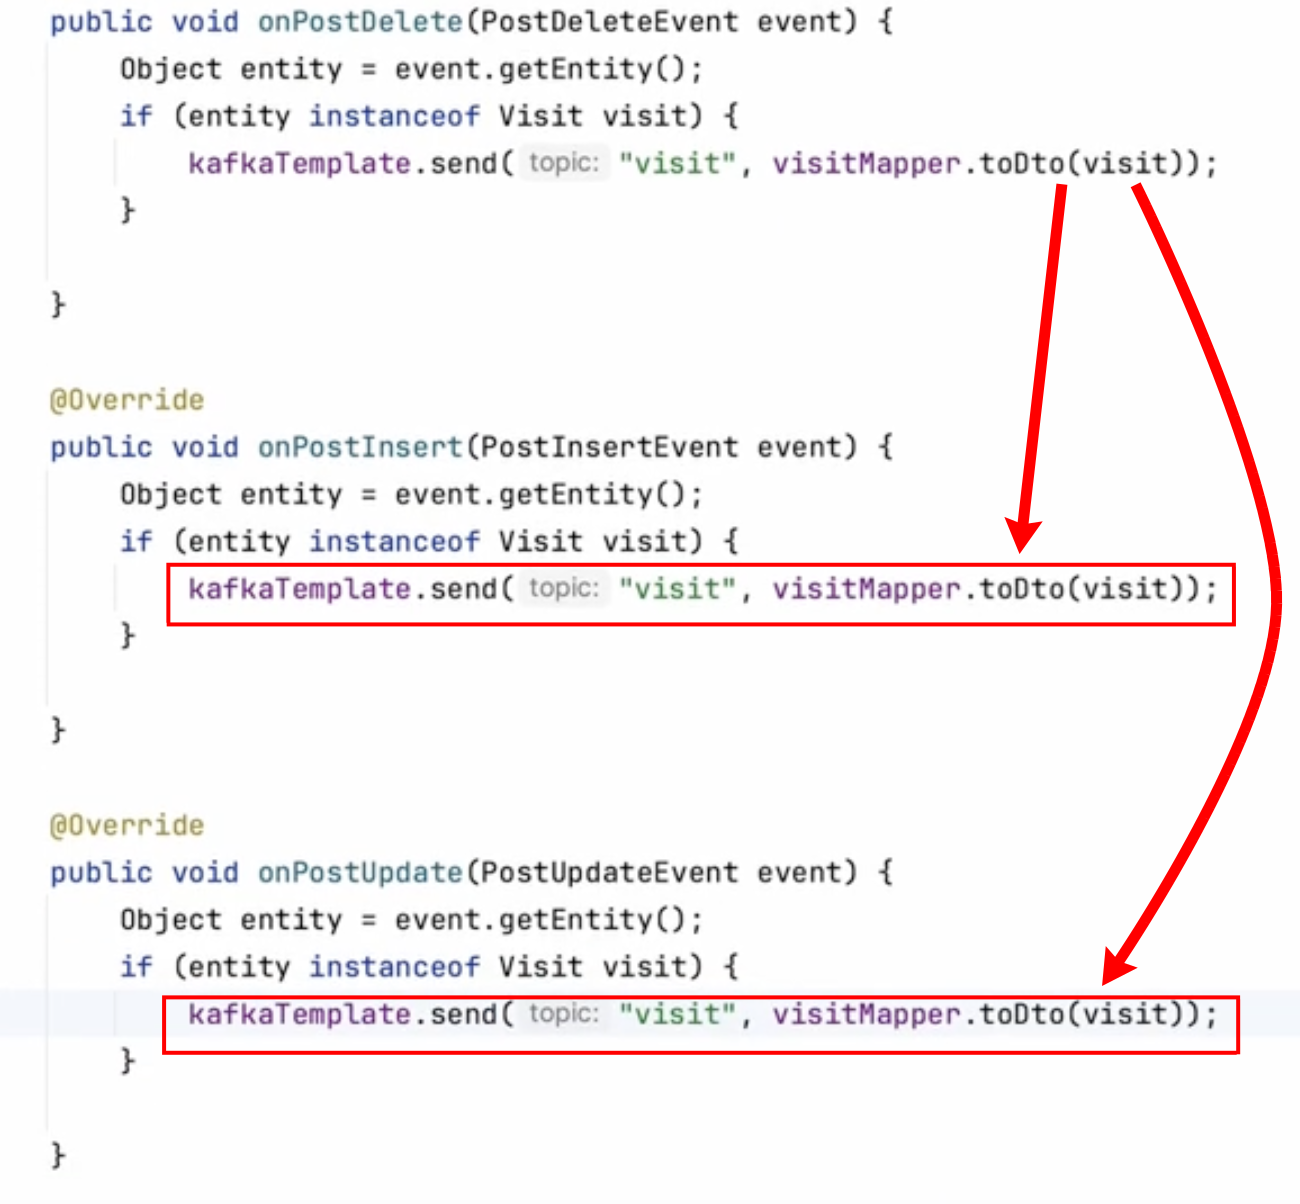 public void onPostDelete(PostDeleteEvent event) {
Object entity = event.getEntity();
if (entity instanceof Visit visit) {
kafkaTemplate.send( topic: "visit", visitMapper.toDto(visit));
}
}
@Override
public void onPostInsert(PostInsertEvent event) {
Object entity = event.getEntity();
if (entity instanceof Visit visit) {
kafkaTemplate.send( topic: "visit", visitMapper.toDto(visit));
}
}
@Override
public void onPostUpdate(PostUpdateEvent event) {
Object entity = event.getEntity();
if (entity instanceof Visit visit) {
kafkaTemplate.send( topic: "visit", visitMapper.toDto(visit));
}
}